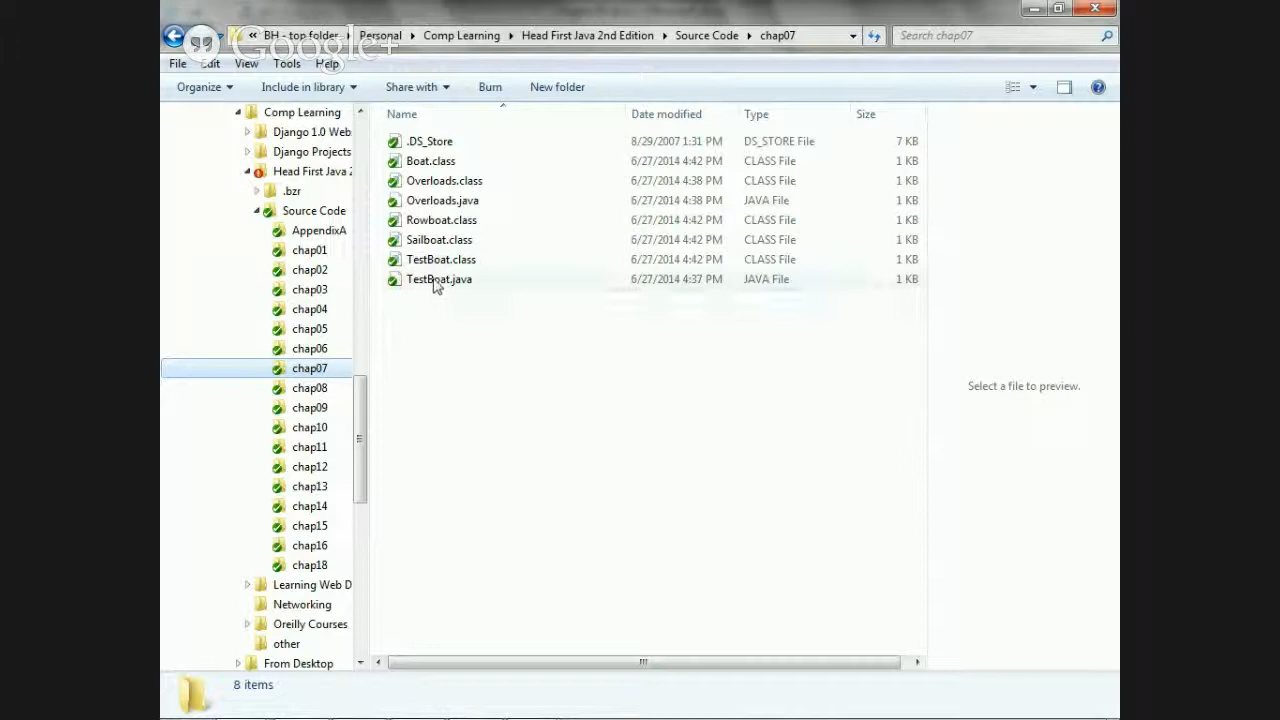 Google+
« BH - top folder Personal Comp Learning Head First Java 2nd Edition Source Code chap07
Search chap07
File Edit View Tools Help
Organize Include in library Share with Burn New folder
Comp Learning
Django 1.0 Web
Django Projects
Head First Java 2
.bzr
Source Code
AppendixA
chap01
chap02
chap03
chap04
chap05
chap06
chap07
chap08
chap09
chap10
chap11
chap12
chap13
chap14
chap15
chap16
chap18
Learning Web D
Networking
Oreilly Courses
other
From Desktop
Name Date modified Type Size
.DS_Store 8/29/2007 1:31 PM DS_STORE File 7 KB
Boat.class 6/27/2014 4:42 PM CLASS File 1 KB
Overloads.class 6/27/2014 4:38 PM CLASS File 1 KB
Overloads.java 6/27/2014 4:38 PM JAVA File 1 KB
Rowboat.class 6/27/2014 4:42 PM CLASS File 1 KB
Sailboat.class 6/27/2014 4:42 PM CLASS File 1 KB
TestBoat.class 6/27/2014 4:42 PM CLASS File 1 KB
TestBoat.java 6/27/2014 4:37 PM JAVA File 1 KB
Select a file to preview.
8 items